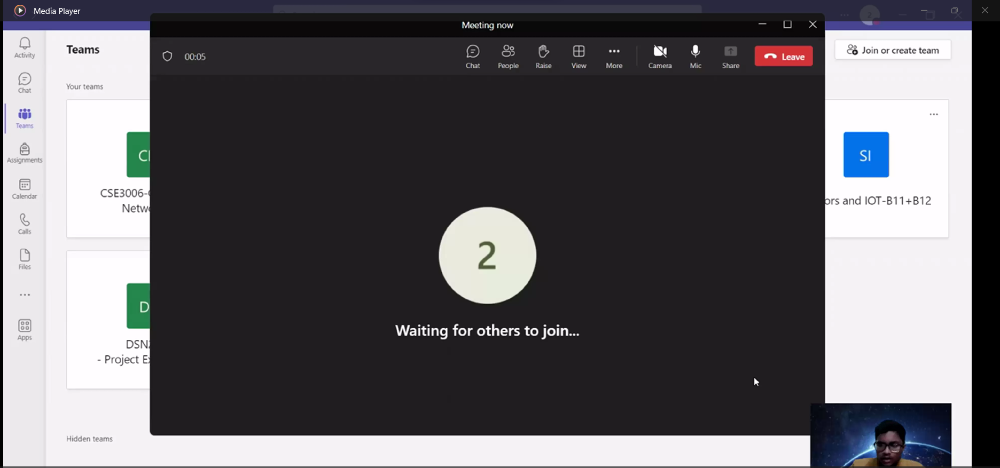 Media Player
Meeting now
Activity
Teams
Join or create team
00:05
Chat
People
Raise
View
More
Camera
Mic
Share
Leave
Chat
Your teams
Teams
...
CI
SI
Assignments
CSE3006-
Netw
ors and IOT-B11+B12
Calendar
Calls
2
Files
...
D
Waiting for others to join...
Apps
DSN
- Project E
Hidden teams
2